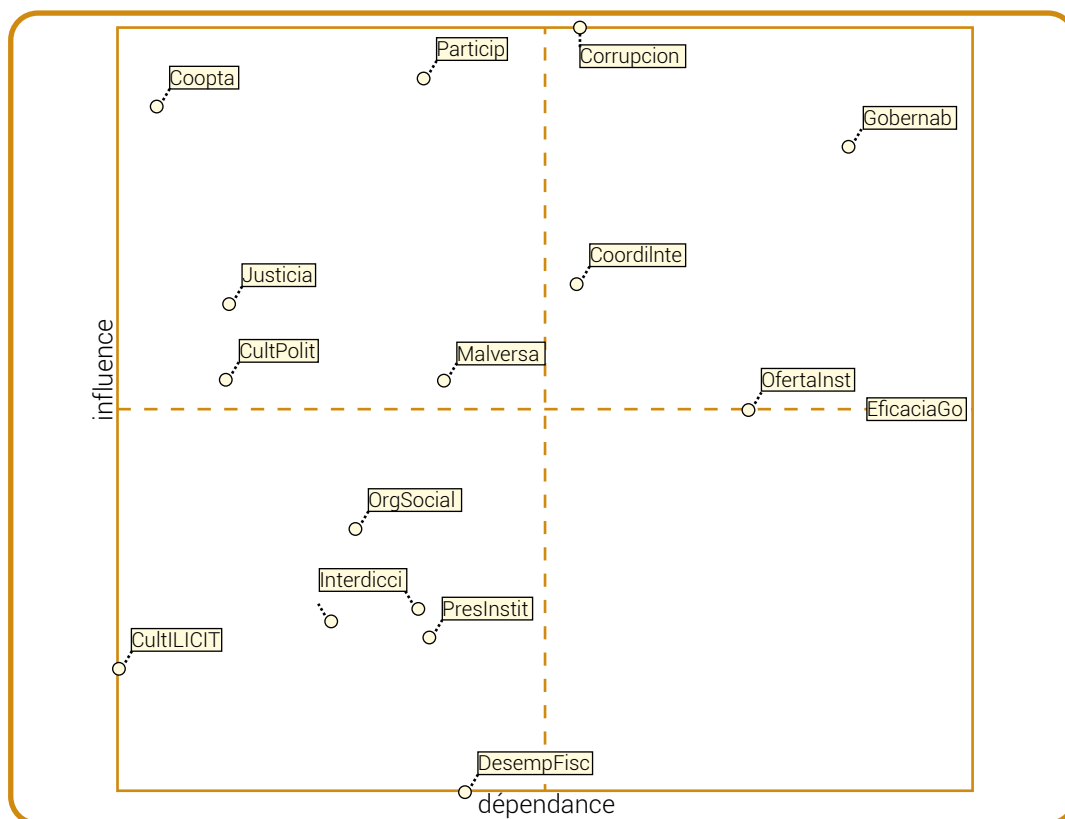 Corrupcion
Particip
Coopta
Gobernab
CoordiInte
Justicia
CultPolit
Malversa
influence
OfertaInst
EficaciaGo
OrgSocial
Interdicci
PresInstit
CultILICIT
DesempFisc
dépendance